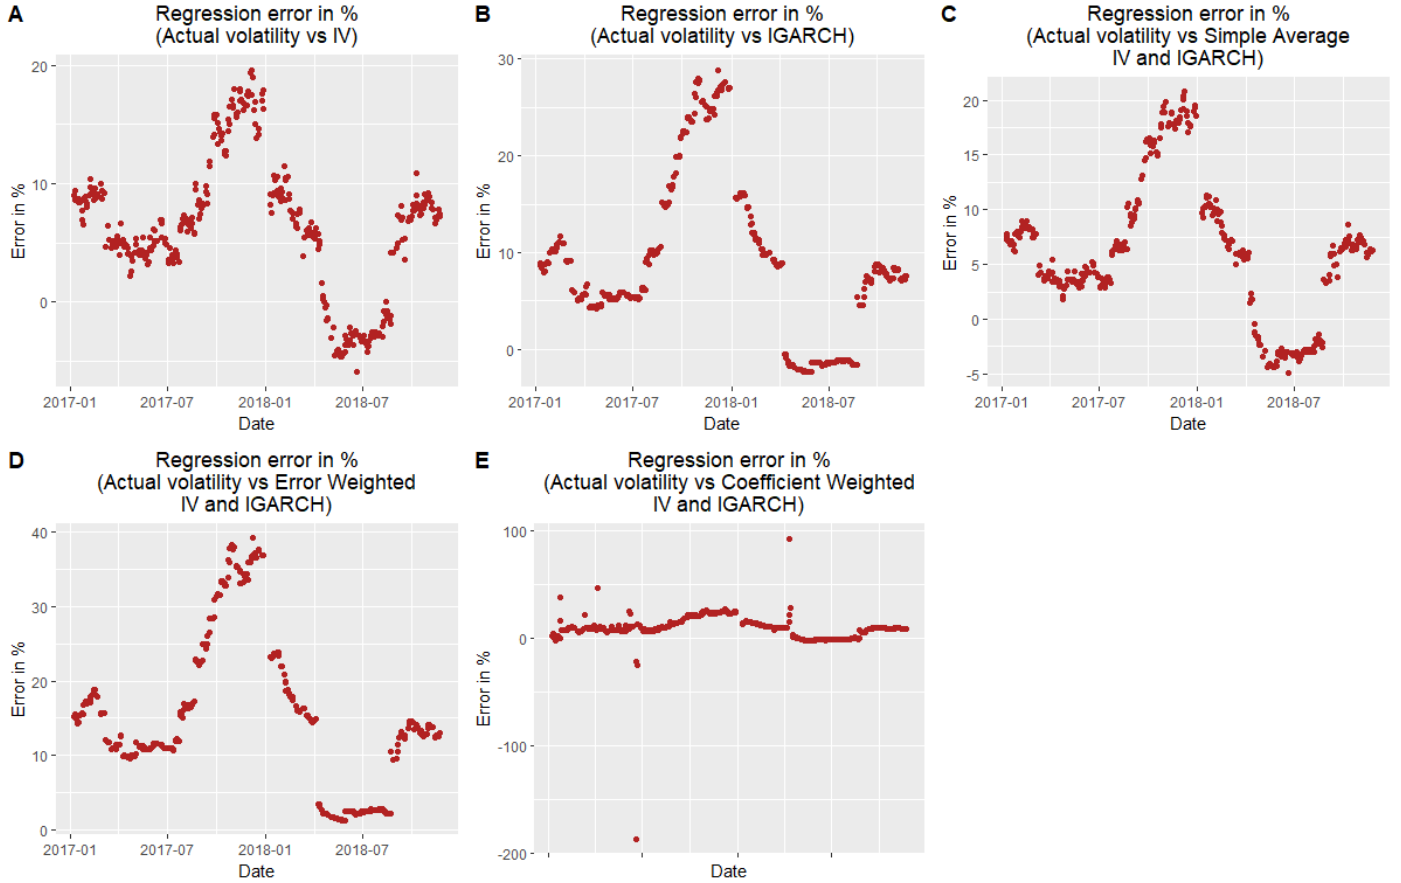 A
Regression error in %
(Actual volatility vs IV)
Error in %
20
10
0
2017-01
2017-07
2018-01
2018-07
Date
B
Regression error in %
(Actual volatility vs IGARCH)
Error in %
30
20
10
0
2017-01
2017-07
2018-01
2018-07
Date
C
Regression error in %
(Actual volatility vs Simple Average
IV and IGARCH)
Error in %
20
15
10
5
0
-5
2017-01
2017-07
2018-01
2018-07
Date
D
Regression error in %
(Actual volatility vs Error Weighted
IV and IGARCH)
Error in %
40
30
20
10
0
2017-01
2017-07
2018-01
2018-07
Date
E
Regression error in %
(Actual volatility vs Coefficient Weighted
IV and IGARCH)
Error in %
100
0
-100
-200
Date